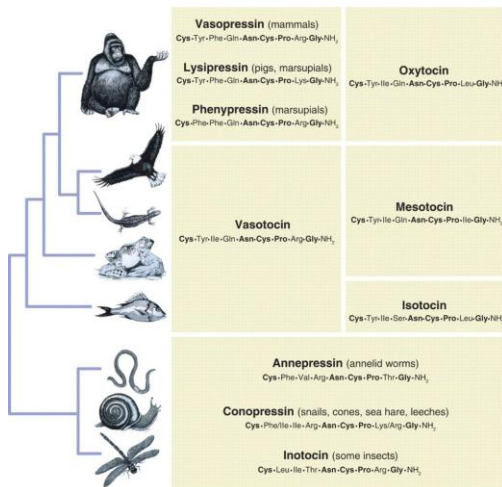 Vasopressin (mammals)
Cys-Tyr-Phe-Gln-Asn-Cys-Pro-Arg-Gly-NH2
Lysipressin (pigs, marsupials)
Cys-Tyr-Phe-Gln-Asn-Cys-Pro-Lys-Gly-NH2
Phenypressin (marsupials)
Cys-Phe-Phe-Gln-Asn-Cys-Pro-Arg-Gly-NH2
Oxytocin
Cys-Tyr-Ile-Gln-Asn-Cys-Pro-Leu-Gly-NH
Vasotocin
Cys-Tyr-Ile-Gln-Asn-Cys-Pro-Arg-Gly-NH2
Mesotocin
Cys-Tyr-Ile-Gln-Asn-Cys-Pro-Ile-Gly-NH
Isotocin
Cys-Tyr-Ile-Ser-Asn-Cys-Pro-Leu-Gly-NH
Annepressin (annelid worms)
Cys-Phe-Val-Arg-Asn-Cys-Pro-Thr-Gly-NH2
Conopressin (snails, cones, sea hare, leeches)
Cys-Phe/Ile-Ile-Arg-Asn-Cys-Pro-Lys/Arg-Gly-NH2
Inotocin (some insects)
Cys-Leu-Ile-Thr-Asn-Cys-Pro-Arg-Gly-NH2